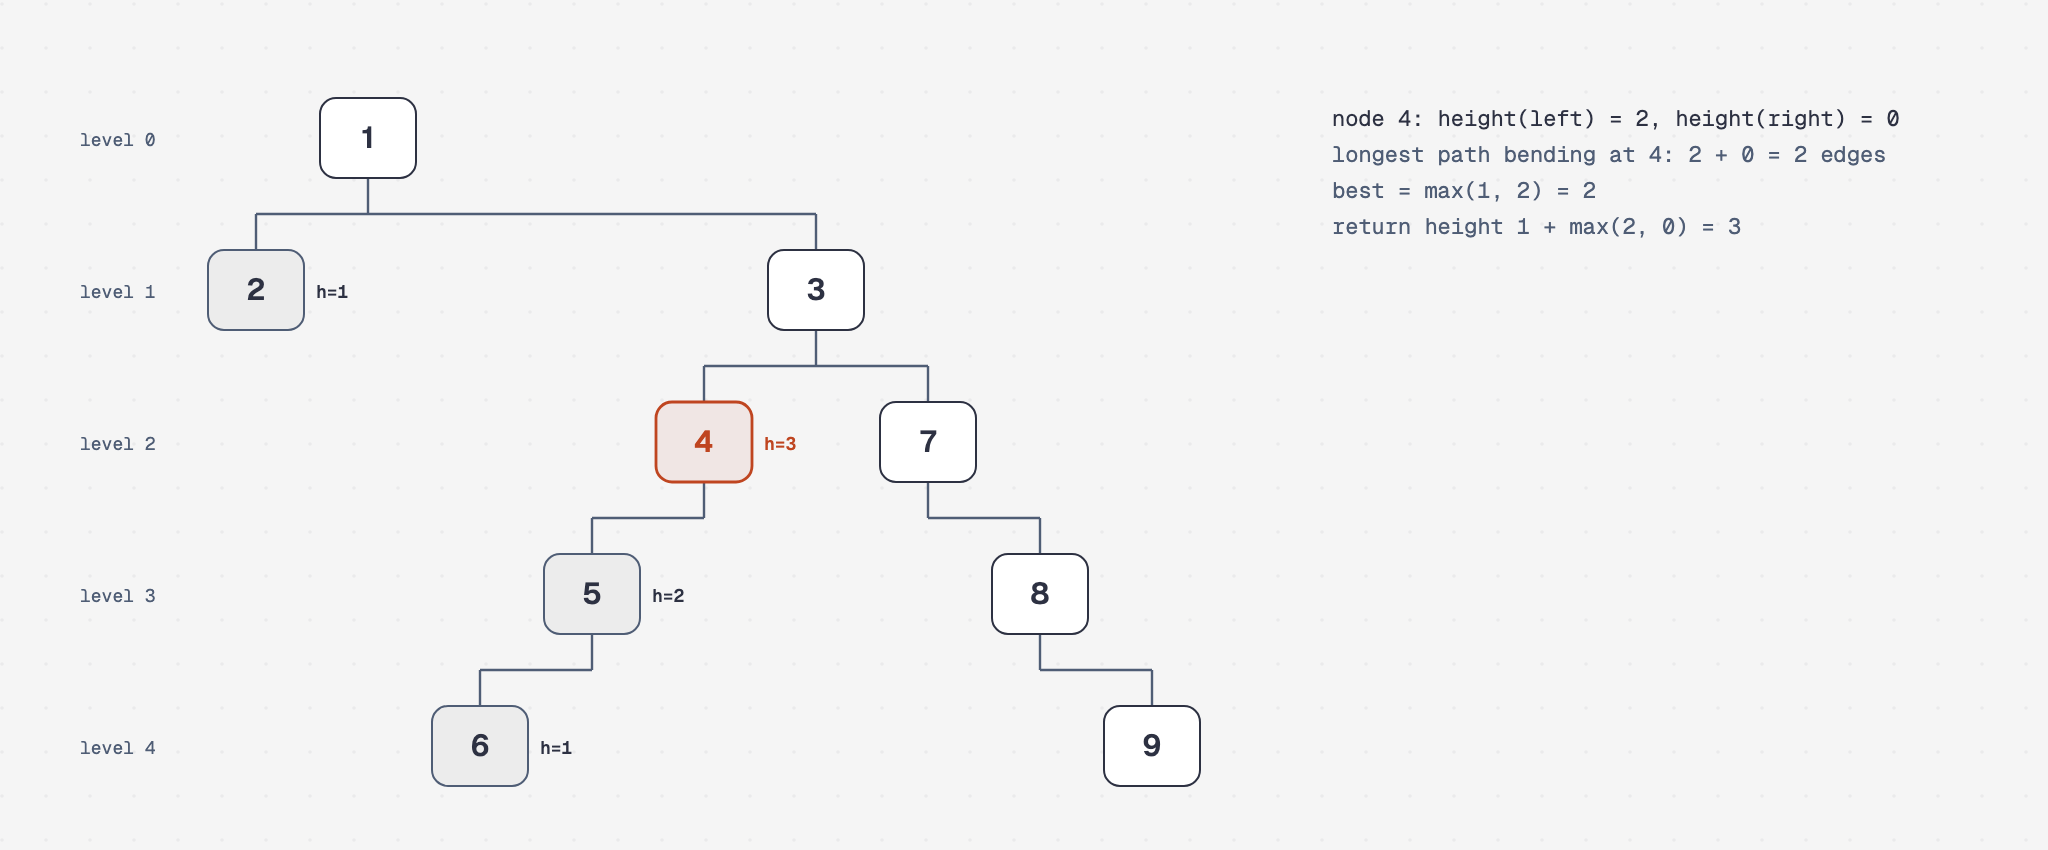 level 0
1
node 4: height(left) = 2, height(right) = 0
longest path bending at 4: 2 + 0 = 2 edges
best = max(1, 2) = 2
return height 1 + max(2, 0) = 3
level 1
2
h=1
3
level 2
4
h=3
7
level 3
5
h=2
8
level 4
6
h=1
9